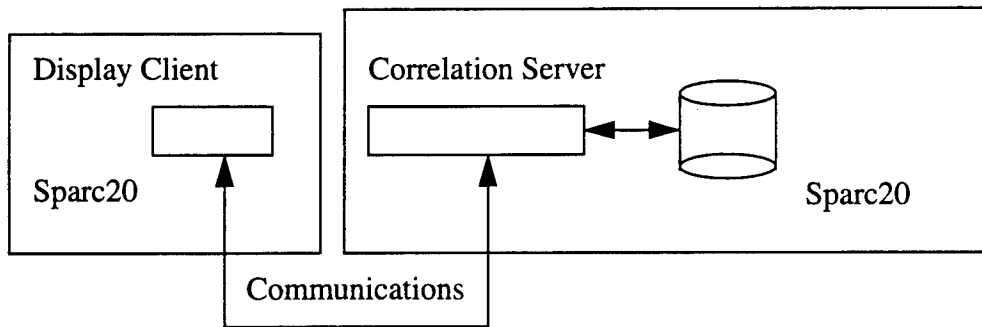 Display Client
Sparc20
Correlation Server
Sparc20
Communications